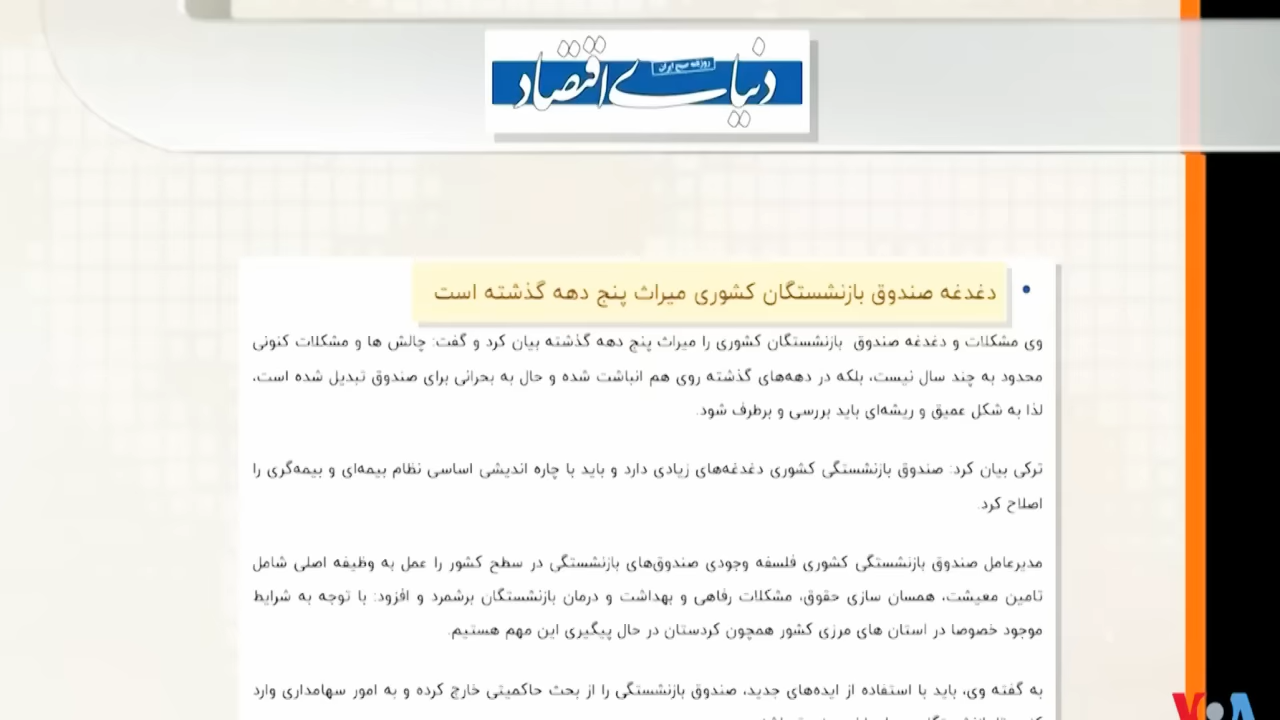 دنیای اقتصاد
روزنامه صبح ایران
دغدغه صندوق بازنشستگان کشوری میراث پنج دهه گذشته است
وی مشکلات و دغدغه صندوق بازنشستگان کشوری را میراث پنج دهه گذشته بیان کرد و گفت: چالش ها و مشکلات کنونی
محدود به چند سال نیست، بلکه در دهه‌های گذشته روی هم انباشت شده و حال به بحرانی برای صندوق تبدیل شده است،
لذا به شکل عمیق و ریشه‌ای باید بررسی و برطرف شود.
ترکی بیان کرد: صندوق بازنشستگی کشوری دغدغه‌های زیادی دارد و باید با چاره اندیشی اساسی نظام بیمه‌ای و بیمه‌گری را
اصلاح کرد.
مدیرعامل صندوق بازنشستگی کشوری فلسفه وجودی صندوق‌های بازنشستگی در سطح کشور را عمل به وظیفه اصلی شامل
تامین معیشت، همسان سازی حقوق، مشکلات رفاهی و بهداشت و درمان بازنشستگان برشمرد و افزود: با توجه به شرایط
موجود خصوصا در استان های مرزی کشور همچون کردستان در حال پیگیری این مهم هستیم.
به گفته وی، باید با استفاده از ایده‌های جدید، صندوق بازنشستگی را از بحث حاکمیتی خارج کرده و به امور سهامداری وارد
VOA